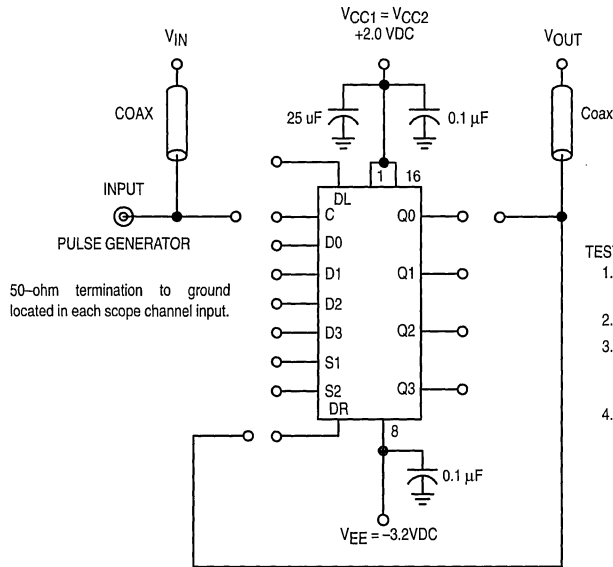 VCC1 = VCC2
+2.0 VDC
VIN
VOUT
COAX
25 uF
0.1 µF
Coax
INPUT
1
16
DL
C
Q0
PULSE GENERATOR
D0
D1
Q1
TES
1.
50–ohm termination to ground
located in each scope channel input.
D2
2.
D3
Q2
3.
S1
S2
Q3
DR
4.
8
0.1 µF
VEE = –3.2VDC